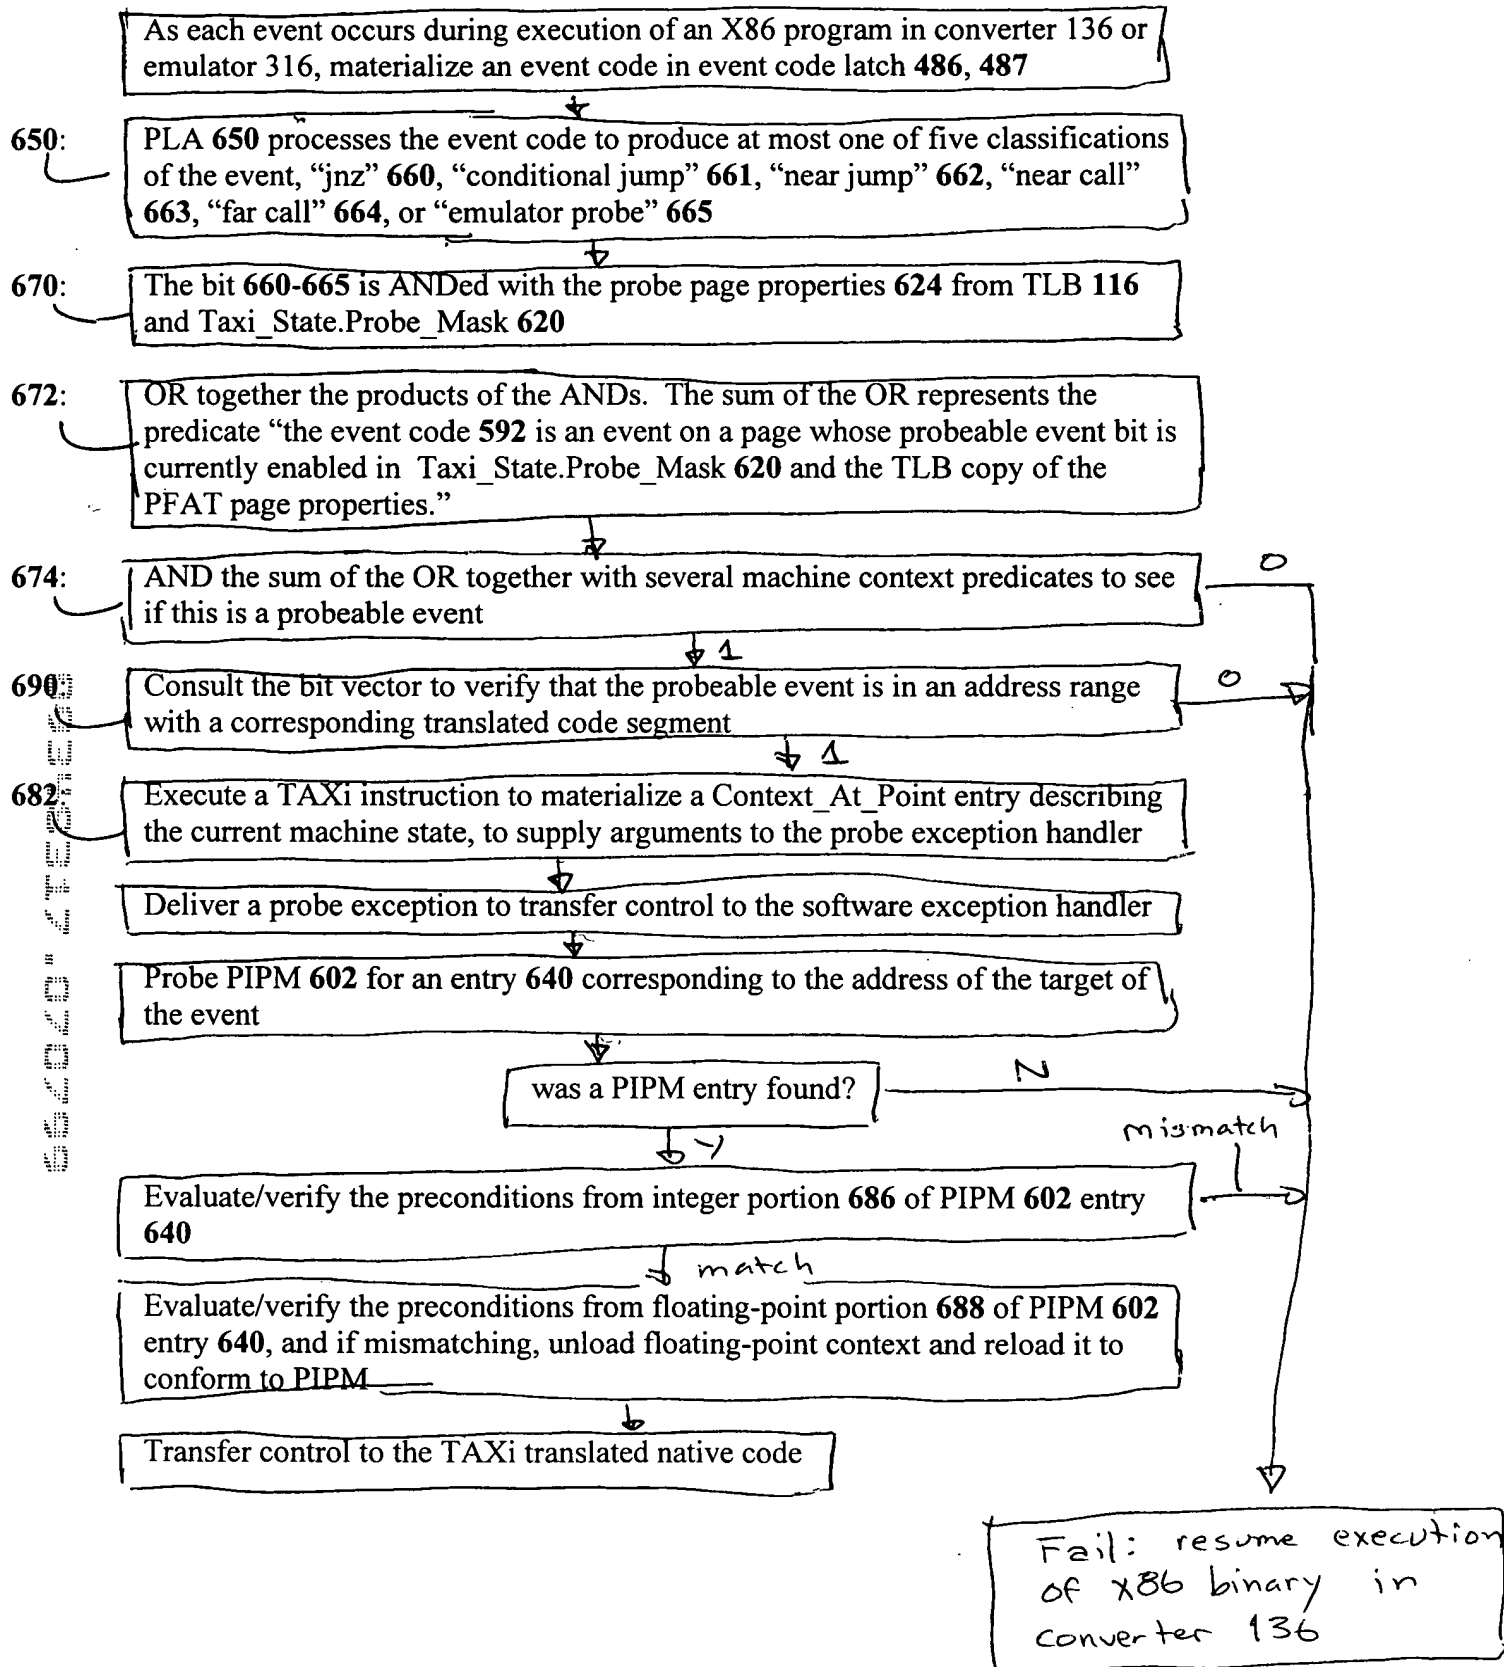 As each event occurs during execution of an X86 program in converter 136 or
emulator 316, materialize an event code in event code latch 486, 487
650:
PLA 650 processes the event code to produce at most one of five classifications
of the event, “jnz” 660, “conditional jump” 661, “near jump” 662, “near call”
663, “far call” 664, or “emulator probe” 665
670:
The bit 660-665 is ANDed with the probe page properties 624 from TLB 116
and Taxi_State.Probe_Mask 620
672:
OR together the products of the ANDs. The sum of the OR represents the
predicate “the event code 592 is an event on a page whose probeable event bit is
currently enabled in Taxi_State.Probe_Mask 620 and the TLB copy of the
PFAT page properties.”
674:
AND the sum of the OR together with several machine context predicates to see
if this is a probeable event
0
1
690:
Consult the bit vector to verify that the probeable event is in an address range
with a corresponding translated code segment
0
1
682:
Execute a TAXi instruction to materialize a Context_At_Point entry describing
the current machine state, to supply arguments to the probe exception handler
Deliver a probe exception to transfer control to the software exception handler
Probe PIPM 602 for an entry 640 corresponding to the address of the target of
the event
was a PIPM entry found?
N
Y
mismatch
Evaluate/verify the preconditions from integer portion 686 of PIPM 602 entry
640
match
Evaluate/verify the preconditions from floating-point portion 688 of PIPM 602
entry 640, and if mismatching, unload floating-point context and reload it to
conform to PIPM
Transfer control to the TAXi translated native code
Fail: resume execution
of X86 binary in
converter 136